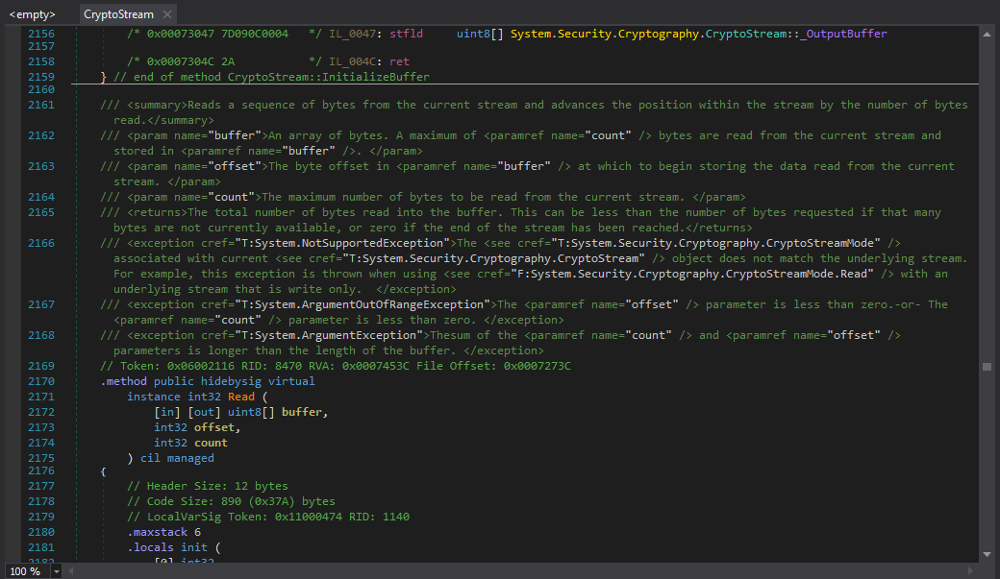 <empty> CryptoStream
2156 /* 0x00073047 7D090C0004 */ IL_0047: stfld uint8[] System.Security.Cryptography.CryptoStream::_OutputBuffer
2157
2158 /* 0x0007304C 2A */ IL_004C: ret
2159 } // end of method CryptoStream::InitializeBuffer
2160
2161 /// <summary>Reads a sequence of bytes from the current stream and advances the position within the stream by the number of bytes
read.</summary>
2162 /// <param name="buffer">An array of bytes. A maximum of <paramref name="count" /> bytes are read from the current stream and
stored in <paramref name="buffer" />. </param>
2163 /// <param name="offset">The byte offset in <paramref name="buffer" /> at which to begin storing the data read from the current
stream. </param>
2164 /// <param name="count">The maximum number of bytes to be read from the current stream. </param>
2165 /// <returns>The total number of bytes read into the buffer. This can be less than the number of bytes requested if that many
bytes are not currently available, or zero if the end of the stream has been reached.</returns>
2166 /// <exception cref="T:System.NotSupportedException">The <see cref="T:System.Security.Cryptography.CryptoStreamMode" />
associated with current <see cref="T:System.Security.Cryptography.CryptoStream" /> object does not match the underlying stream.
For example, this exception is thrown when using <see cref="F:System.Security.Cryptography.CryptoStreamMode.Read" /> with an
underlying stream that is write only.  </exception>
2167 /// <exception cref="T:System.ArgumentOutOfRangeException">The <paramref name="offset" /> parameter is less than zero.-or- The
<paramref name="count" /> parameter is less than zero. </exception>
2168 /// <exception cref="T:System.ArgumentException">Thesum of the <paramref name="count" /> and <paramref name="offset" />
parameters is longer than the length of the buffer. </exception>
2169 // Token: 0x06002116 RID: 8470 RVA: 0x0007453C File Offset: 0x0007273C
2170 .method public hidebysig virtual
2171 instance int32 Read (
2172 [in] [out] uint8[] buffer,
2173 int32 offset,
2174 int32 count
2175 ) cil managed
2176 {
2177 // Header Size: 12 bytes
2178 // Code Size: 890 (0x37A) bytes
2179 // LocalVarSig Token: 0x11000474 RID: 1140
2180 .maxstack 6
2181 .locals init (
2182 [0] int32
100 %